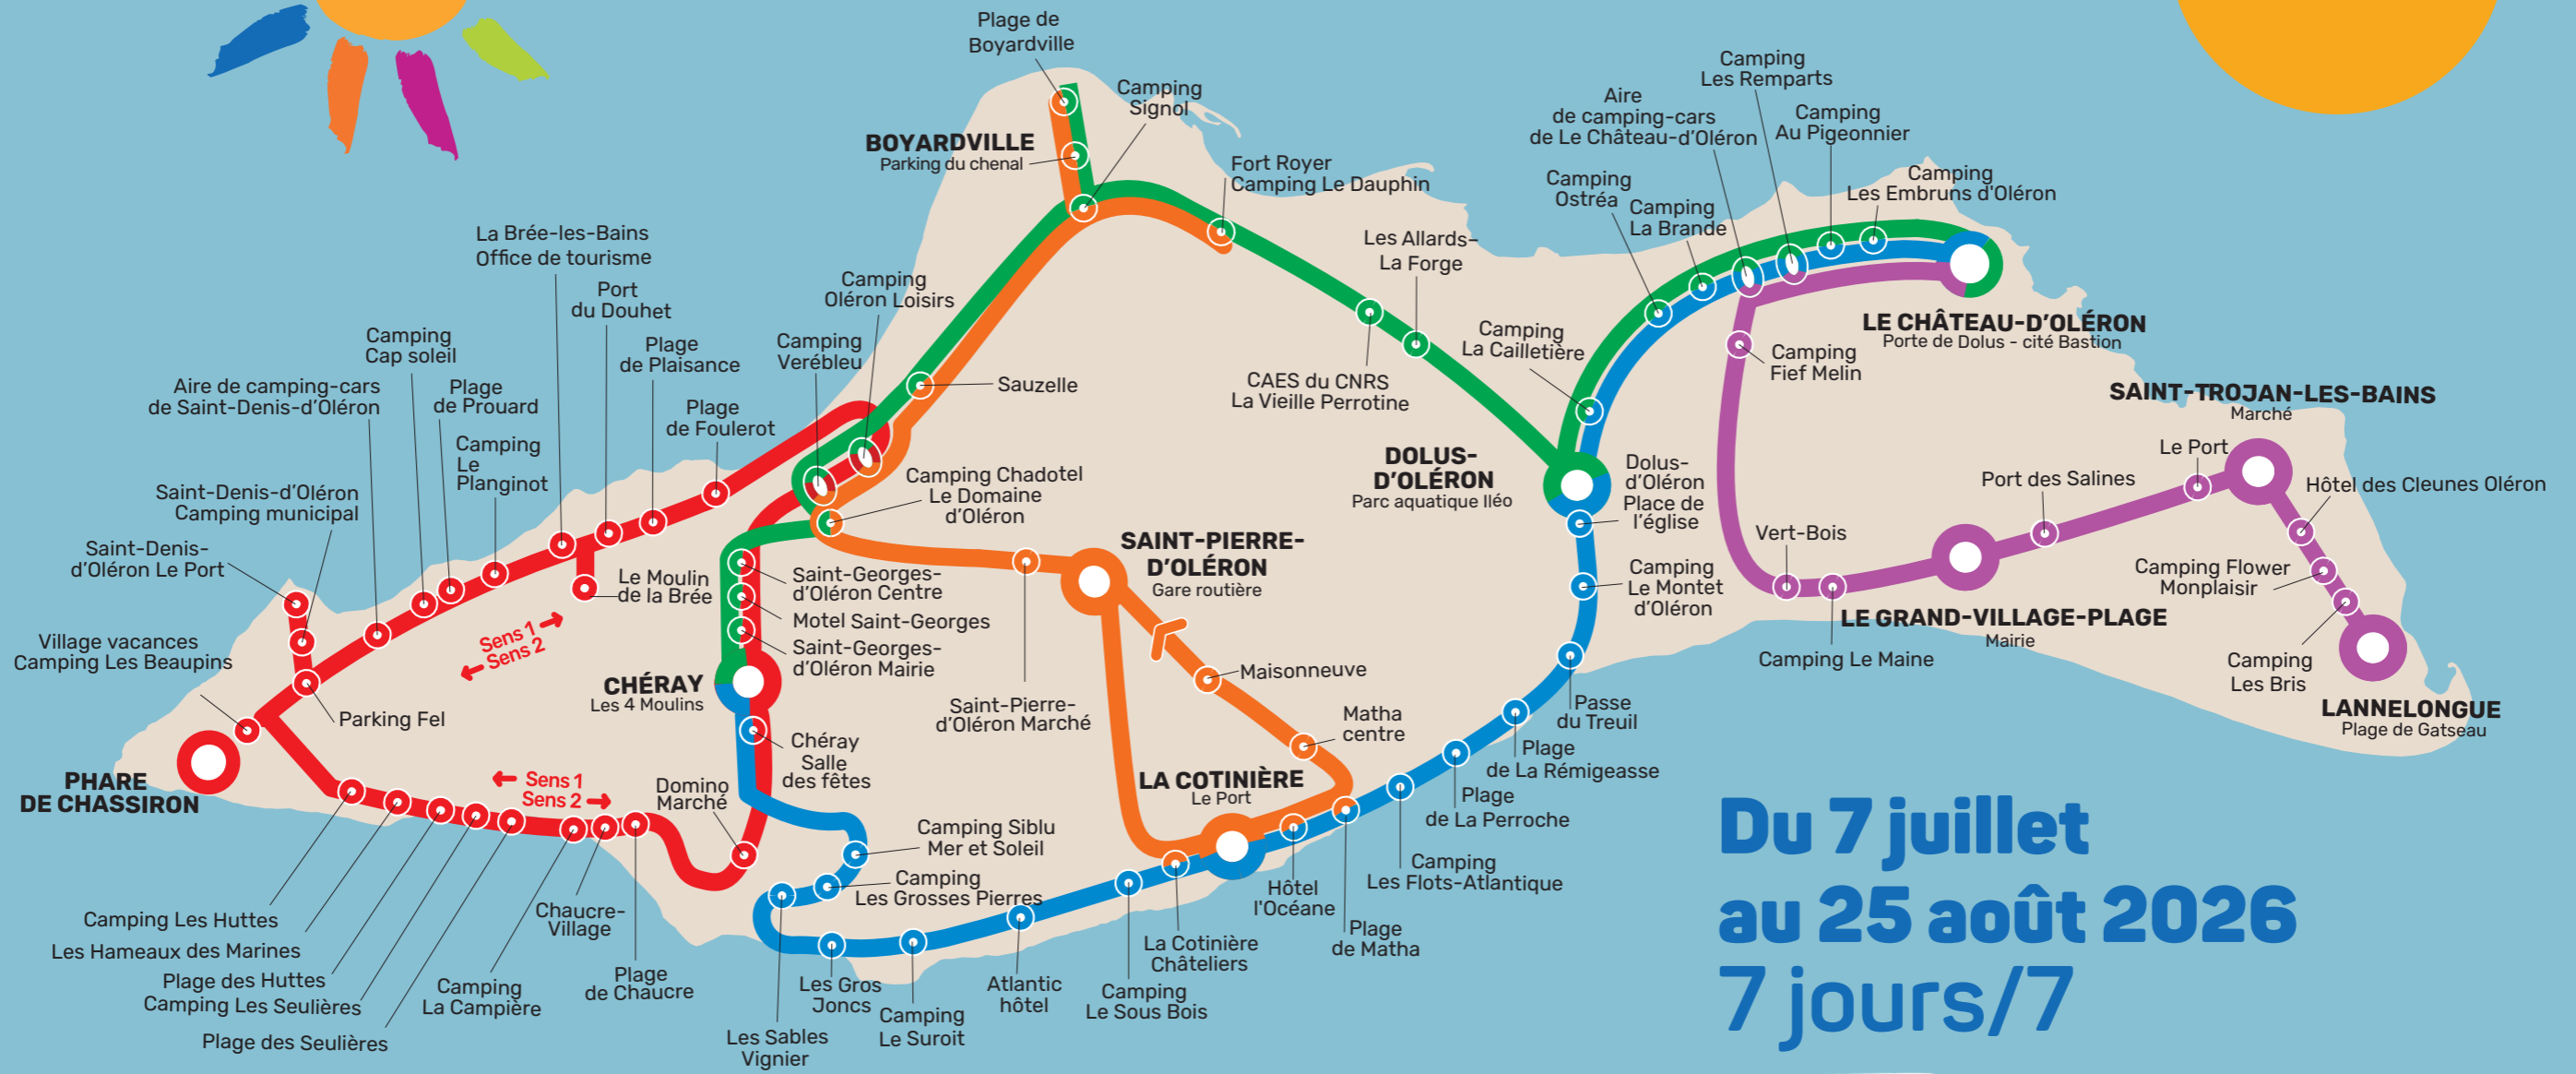 Plage de
Boyardville
Camping
Signol
BOYARDVILLE
Parking du chenal
Fort Royer
Camping Le Dauphin
Les Allards-
La Forge
CAES du CNRS
La Vieille Perrotine
Camping
La Cailletière
Camping
Ostréa
Camping
La Brande
Aire
de camping-cars
de Le Château-d'Oléron
Camping
Les Remparts
Camping
Au Pigeonnier
Camping
Les Embruns d'Oléron
LE CHÂTEAU-D'OLÉRON
Porte de Dolus - cité Bastion
Camping
Fief Melin
SAINT-TROJAN-LES-BAINS
Marché
Le Port
Port des Salines
Hôtel des Cleunes Oléron
Vert-Bois
Camping Flower
Monplaisir
LE GRAND-VILLAGE-PLAGE
Mairie
Camping Le Maine
Camping
Les Bris
LANNELONGUE
Plage de Gatseau
La Brée-les-Bains
Office de tourisme
Port
du Douhet
Camping
Cap soleil
Plage
de Plaisance
Camping
Verébleu
Camping
Oléron Loisirs
Sauzelle
Aire de camping-cars
de Saint-Denis-d'Oléron
Plage
de Prouard
Plage
de Foulerot
Camping
Le
Planginot
Saint-Denis-d'Oléron
Camping municipal
Saint-Denis-
d'Oléron Le Port
Le Moulin
de la Brée
Sens 1
Sens 2
Village vacances
Camping Les Beaupins
Parking Fel
PHARE
DE CHASSIRON
Sens 1
Sens 2
Camping Chadotel
Le Domaine
d'Oléron
Saint-Georges-
d'Oléron Centre
Motel Saint-Georges
Saint-Georges-
d'Oléron Mairie
CHÉRAY
Les 4 Moulins
Chéray
Salle
des fêtes
Domino
Marché
SAINT-PIERRE-
D'OLÉRON
Gare routière
Saint-Pierre-
d'Oléron Marché
Maisonneuve
Matha
centre
LA COTINIÈRE
Le Port
DOLUS-
D'OLÉRON
Parc aquatique Iléo
Dolus-
d'Oléron
Place de
l'église
Camping
Le Montet
d'Oléron
Passe
du Treuil
Plage
de La Rémigeasse
Plage
de La Perroche
Camping
Les Flots-Atlantique
Plage
de Matha
Hôtel
l'Océane
La Cotinière
Châteliers
Camping
Le Sous Bois
Atlantic
hôtel
Camping
Le Suroit
Les Gros
Joncs
Les Sables
Vignier
Camping
Les Grosses Pierres
Camping Siblu
Mer et Soleil
Camping Les Huttes
Les Hameaux des Marines
Plage des Huttes
Camping Les Seulières
Plage des Seulières
Camping
La Campière
Chaucre-
Village
Plage
de Chaucre
Du 7 juillet
au 25 août 2026
7 jours/7